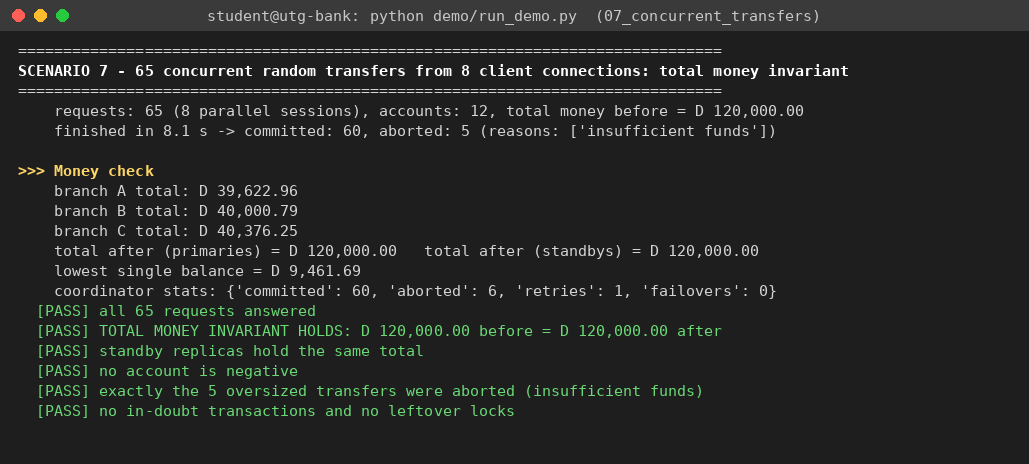 student@utg-bank: python demo/run_demo.py  (07_concurrent_transfers)
==============================================================================
SCENARIO 7 - 65 concurrent random transfers from 8 client connections: total money invariant
==============================================================================
    requests: 65 (8 parallel sessions), accounts: 12, total money before = D 120,000.00
    finished in 8.1 s -> committed: 60, aborted: 5 (reasons: ['insufficient funds'])
>>> Money check
    branch A total: D 39,622.96
    branch B total: D 40,000.79
    branch C total: D 40,376.25
    total after (primaries) = D 120,000.00   total after (standbys) = D 120,000.00
    lowest single balance = D 9,461.69
    coordinator stats: {'committed': 60, 'aborted': 6, 'retries': 1, 'failovers': 0}
  [PASS] all 65 requests answered
  [PASS] TOTAL MONEY INVARIANT HOLDS: D 120,000.00 before = D 120,000.00 after
  [PASS] standby replicas hold the same total
  [PASS] no account is negative
  [PASS] exactly the 5 oversized transfers were aborted (insufficient funds)
  [PASS] no in-doubt transactions and no leftover locks